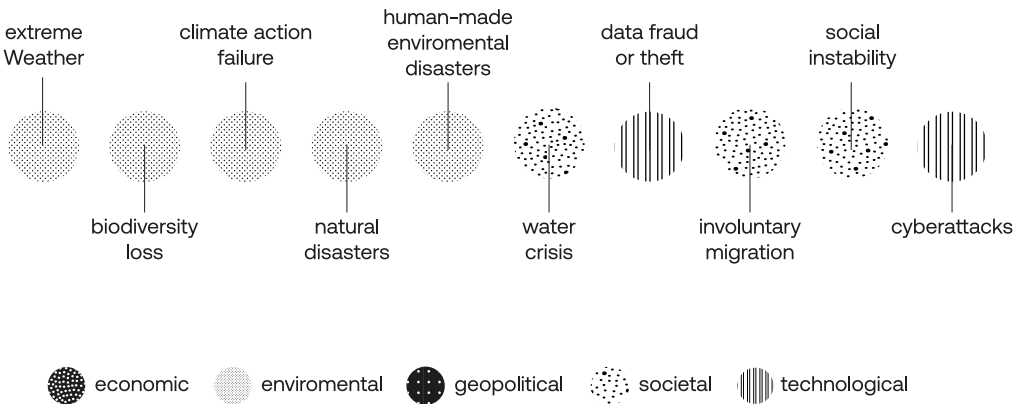 extreme
Weather
biodiversity
loss
climate action
failure
natural
disasters
human-made
enviromental
disasters
water
crisis
data fraud
or theft
involuntary
migration
social
instability
cyberattacks
economic
enviromental
geopolitical
societal
technological